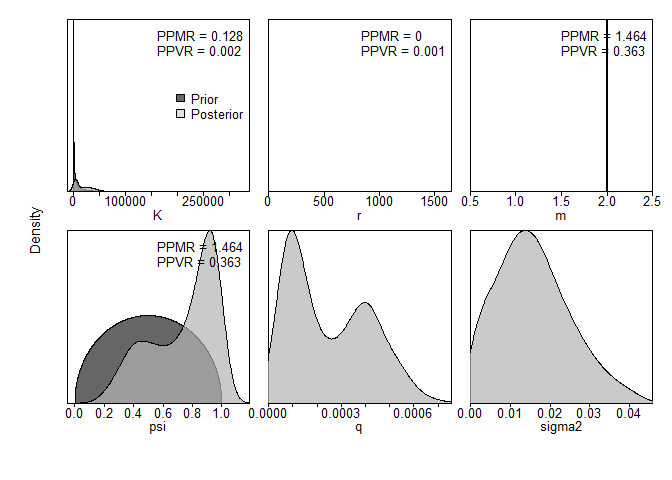 PPMR = 0.128
PPVR = 0.002
PPMR = 0
PPVR = 0.001
PPMR = 1.464
PPVR = 0.363
Prior
Posterior
0 100000 250000
K
0 500 1000 1500
r
0.5 1.0 1.5 2.0 2.5
m
Density
PPMR = 1.464
PPVR = 0.363
0.0 0.2 0.4 0.6 0.8 1.0
psi
0.0000 0.0003 0.0006
q
0.00 0.01 0.02 0.03 0.04
sigma2